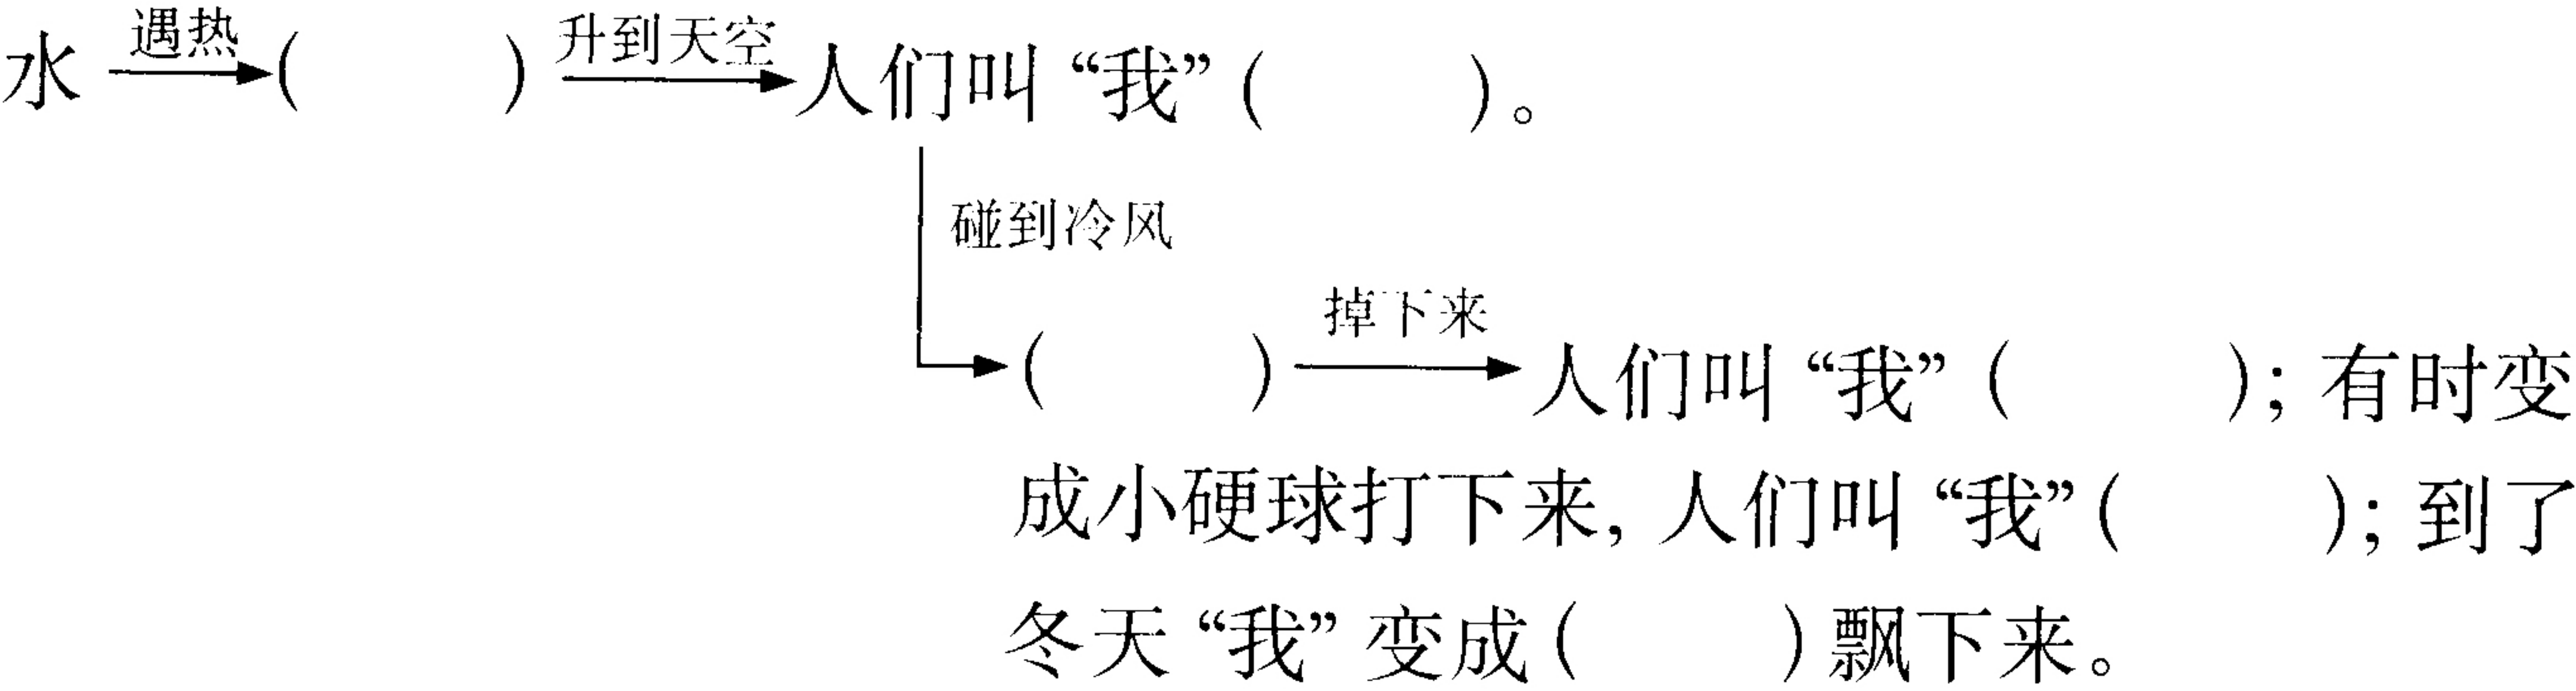 遇热 升到天空
水 ( ) 人们叫“我”( )。
碰到冷风
掉下来
( ) 人们叫“我”( ); 有时变
成小硬球打下来, 人们叫“我”( ); 到了
冬天“我”变成( )飘下来。